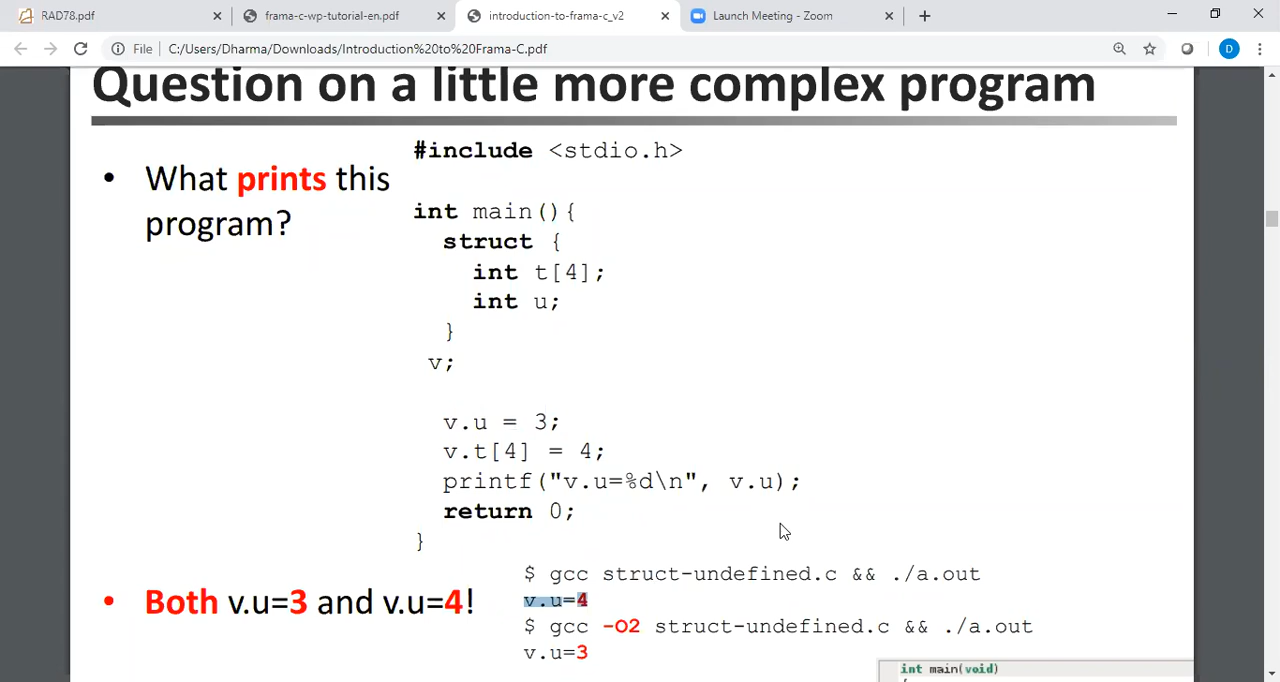 RAD78.pdf
frama-c-wp-tutorial-en.pdf
introduction-to-frama-c_v2
Launch Meeting - Zoom
File
C:/Users/Dharma/Downloads/Introduction%20to%20Frama-C.pdf
D
Question on a little more complex program
• What prints this
program?
#include <stdio.h>
int main(){
struct {
int t[4];
int u;
}
v;
v.u = 3;
v.t[4] = 4;
printf("v.u=%d\n", v.u);
return 0;
}
$ gcc struct-undefined.c && ./a.out
• Both v.u=3 and v.u=4!
v.u=4
$ gcc -O2 struct-undefined.c && ./a.out
v.u=3
int main(void)